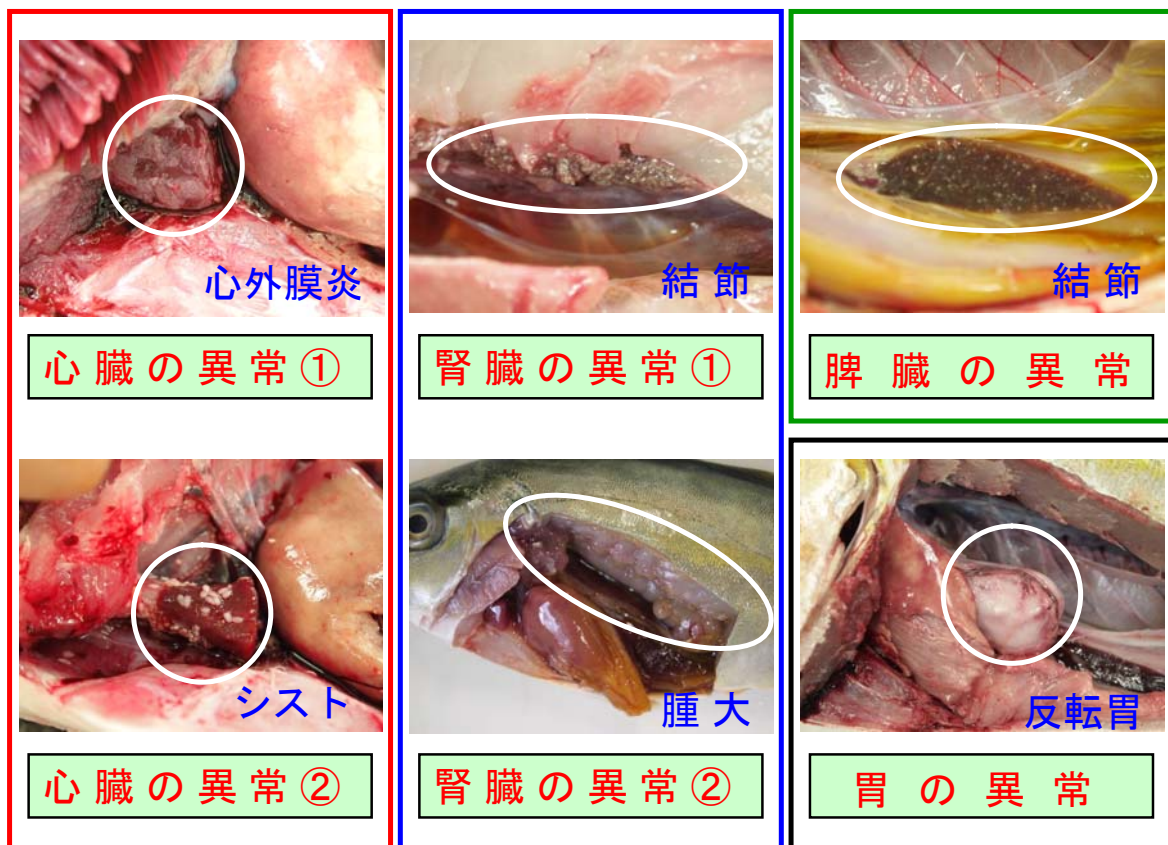 心外膜炎
心臓の異常①
シスト
心臓の異常②
結節
腎臓の異常①
腫大
腎臓の異常②
結節
脾臓の異常
反転胃
胃の異常